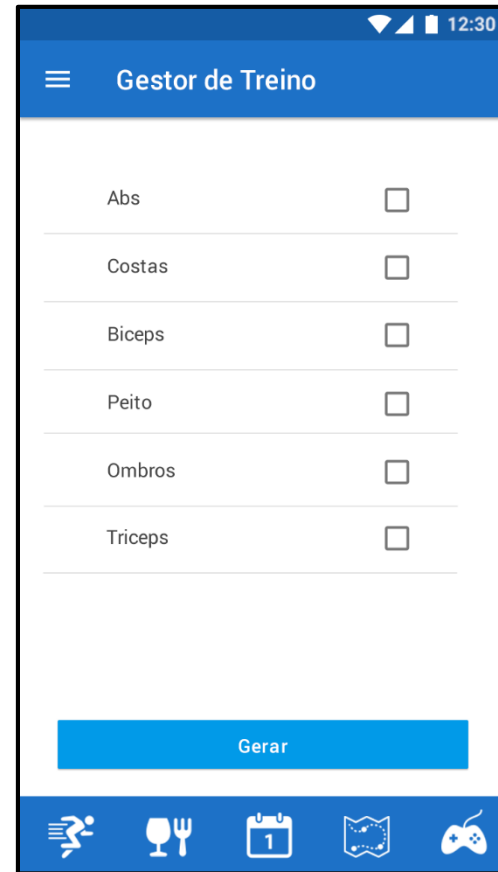 12:30
Gestor de Treino
Abs
Costas
Biceps
Peito
Ombros
Triceps
Gerar
1